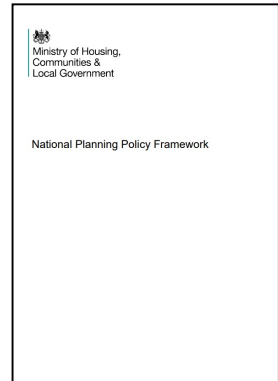 Ministry of Housing,
Communities &
Local Government
National Planning Policy Framework